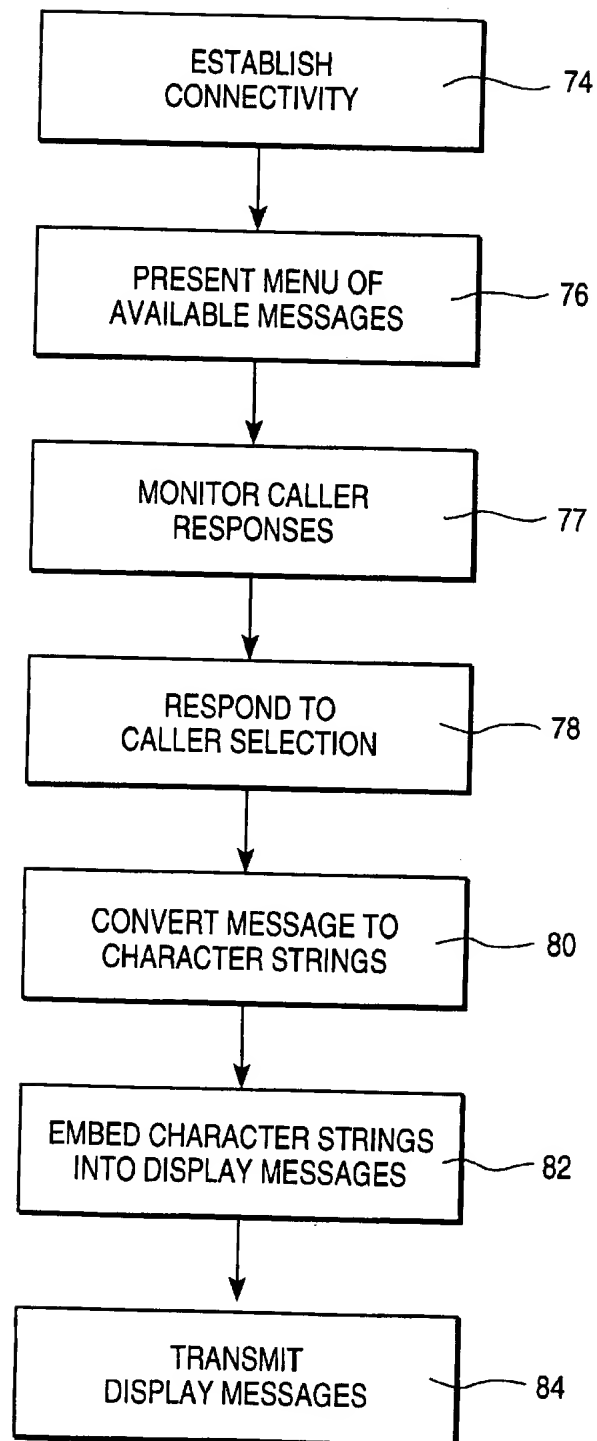 ESTABLISH
CONNECTIVITY
74
PRESENT MENU OF
AVAILABLE MESSAGES
76
MONITOR CALLER
RESPONSES
77
RESPOND TO
CALLER SELECTION
78
CONVERT MESSAGE TO
CHARACTER STRINGS
80
EMBED CHARACTER STRINGS
INTO DISPLAY MESSAGES
82
TRANSMIT
DISPLAY MESSAGES
84